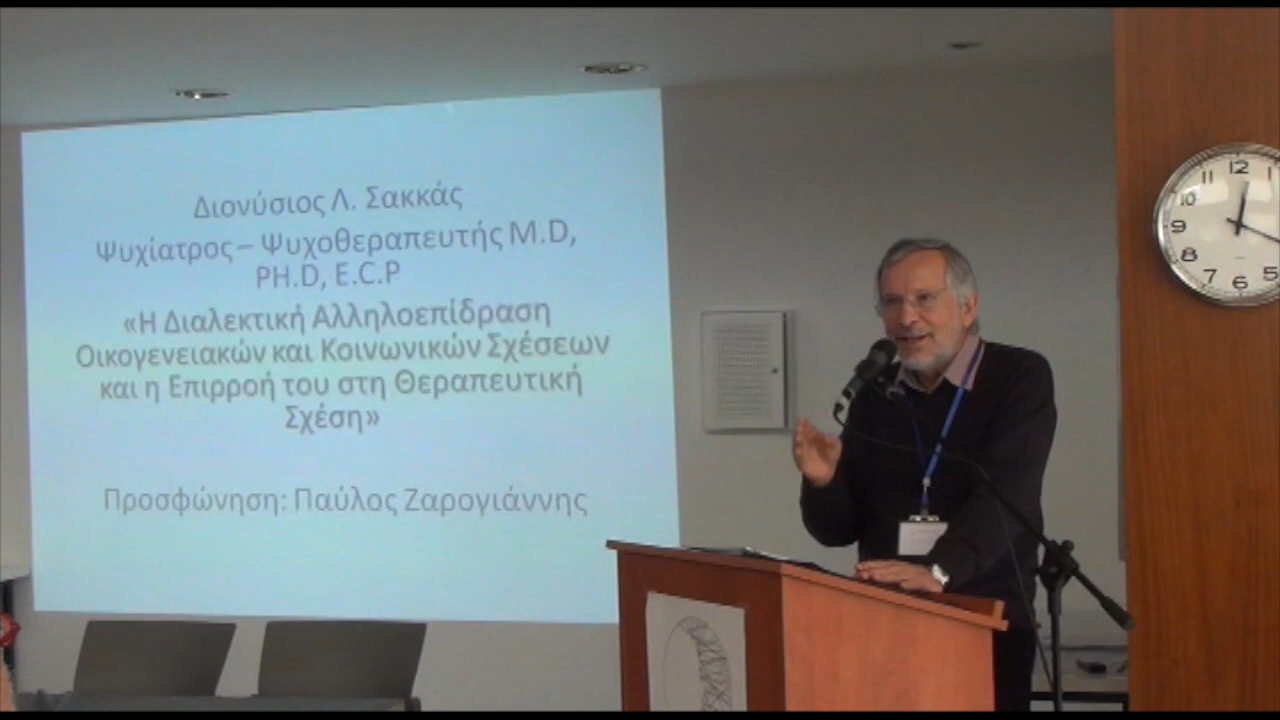 Διονύσιος Λ. Σακκάς
Ψυχίατρος – Ψυχοθεραπευτής M.D,
PH.D, E.C.P
«Η Διαλεκτική Αλληλοεπίδραση
Οικογενειακών και Κοινωνικών Σχέσεων
και η Επιρροή του στη Θεραπευτική
Σχέση»
Προσφώνηση: Παύλος Ζαρογιάννης
11 12
10
9
8
7 6 5